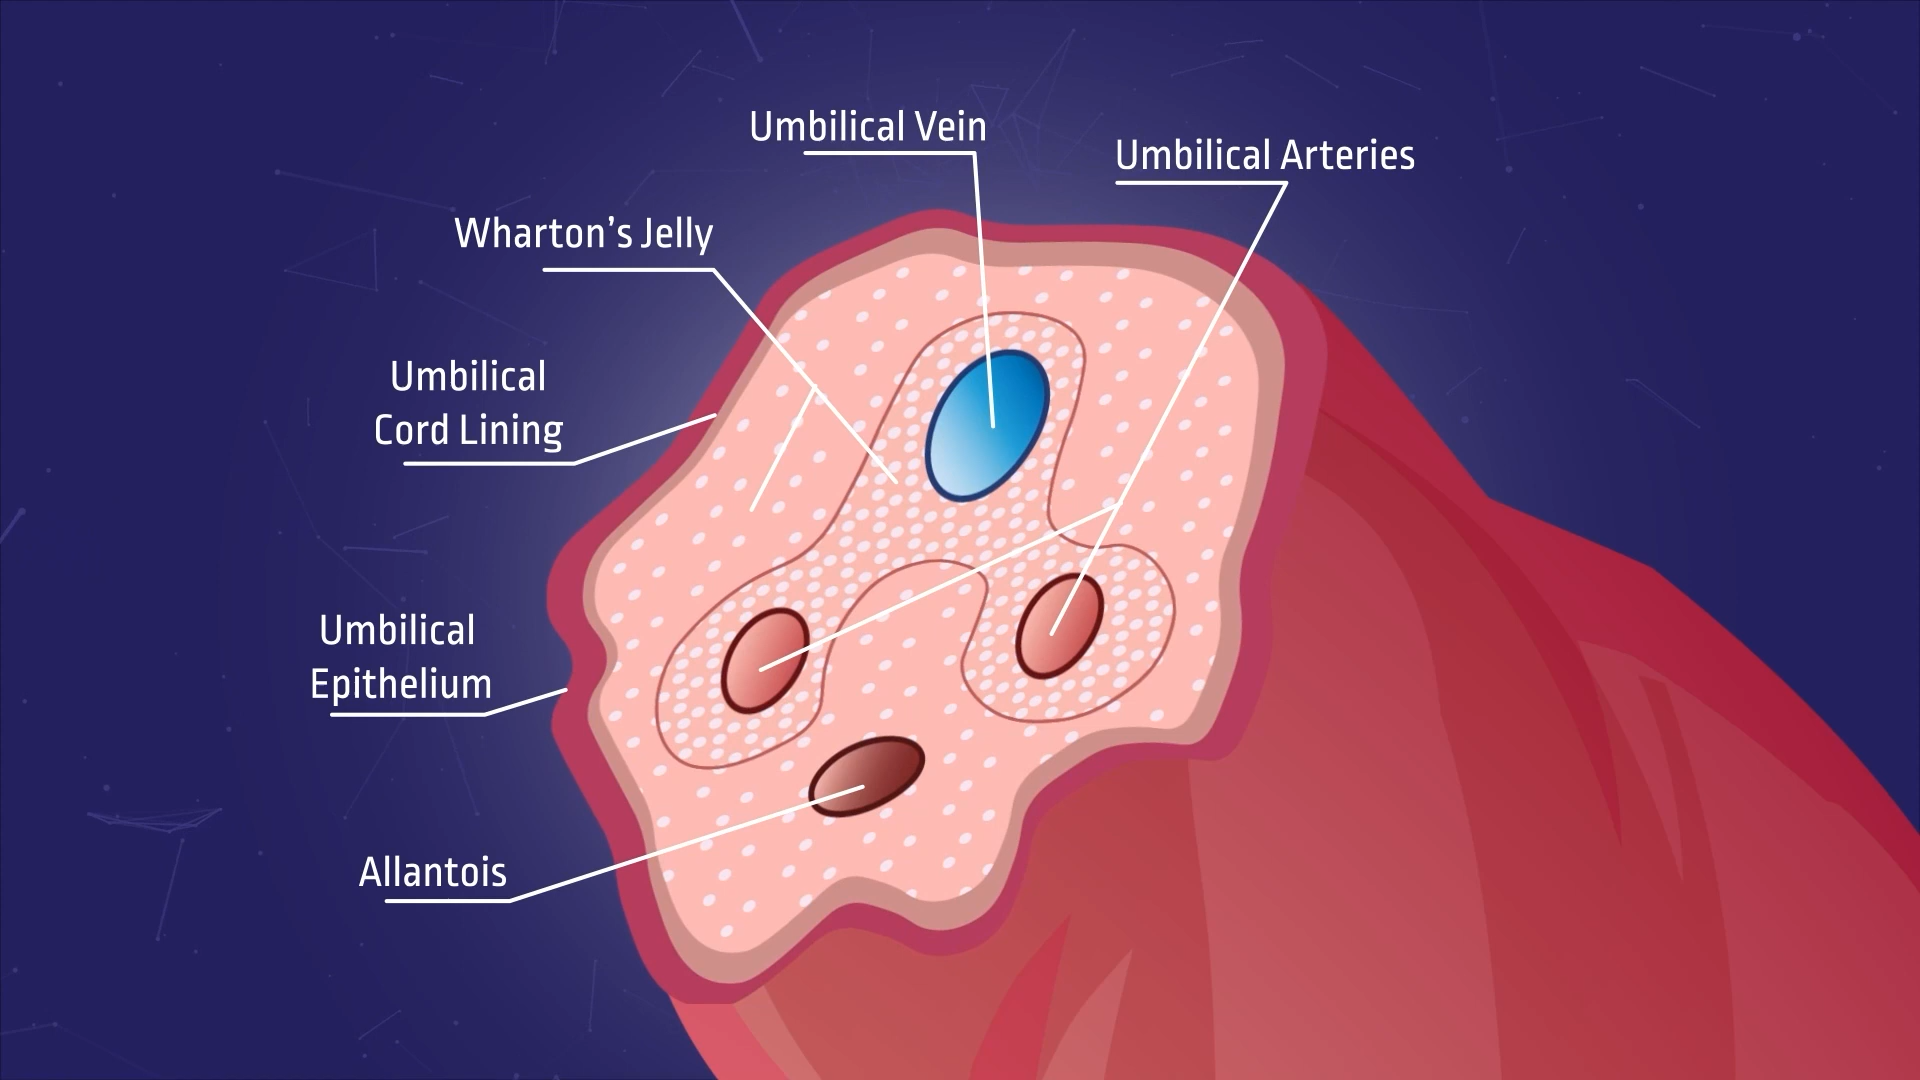 Umbilical Vein
Umbilical Arteries
Wharton's Jelly
Umbilical
Cord Lining
Umbilical
Epithelium
Allantois